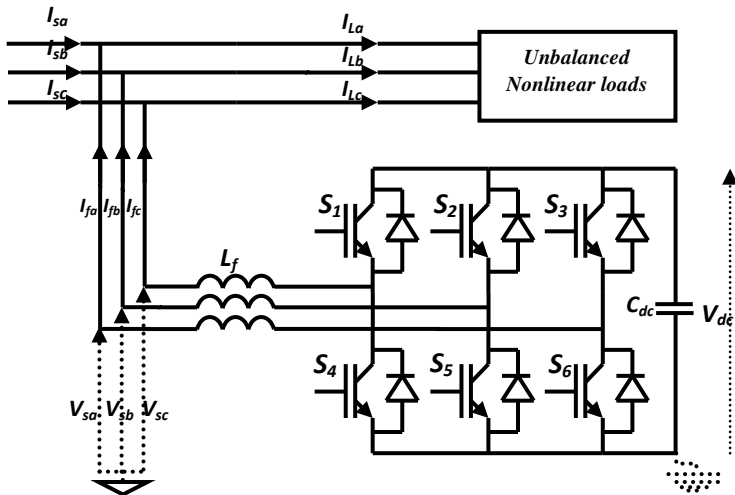 Isa
ILa
Isb
ILb
Isc
ILc
Unbalanced
Nonlinear loads
Ifa
Ifb
Ifc
Lf
S1
S2
S3
Cdc
Vdc
S4
S5
S6
Vsa
Vsb
Vsc